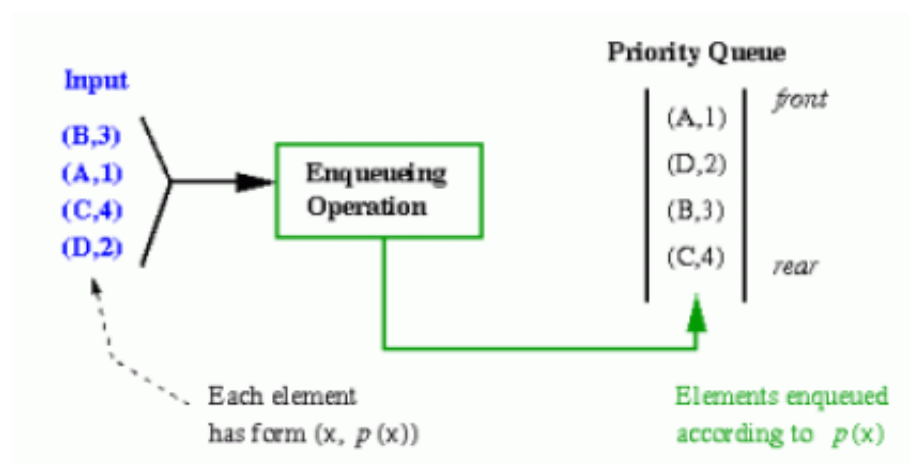 Priority Queue
Input
front
(B,3)
(A,1)
(C,4)
(D,2)
Enqueueing
Operation
(A,1)
(D,2)
(B,3)
(C,4)
rear
Each element
has form (x, p(x))
Elements enqueued
according to p(x)